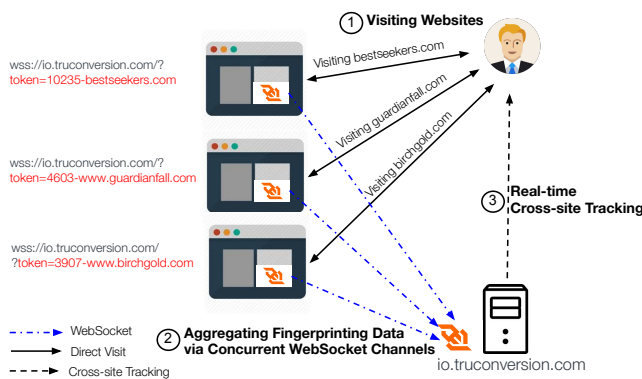 1 Visiting Websites
wss://io.truconversion.com/?
token=10235-bestseekers.com
Visiting bestseekers.com
wss://io.truconversion.com/?
token=4603-www.guardianfall.com
Visiting guardianfall.com
wss://io.truconversion.com/
?token=3907-www.birchgold.com
Visiting birchgold.com
3 Real-time
Cross-site Tracking
WebSocket
Direct Visit
Cross-site Tracking
2 Aggregating Fingerprinting Data
via Concurrent WebSocket Channels
io.truconversion.com